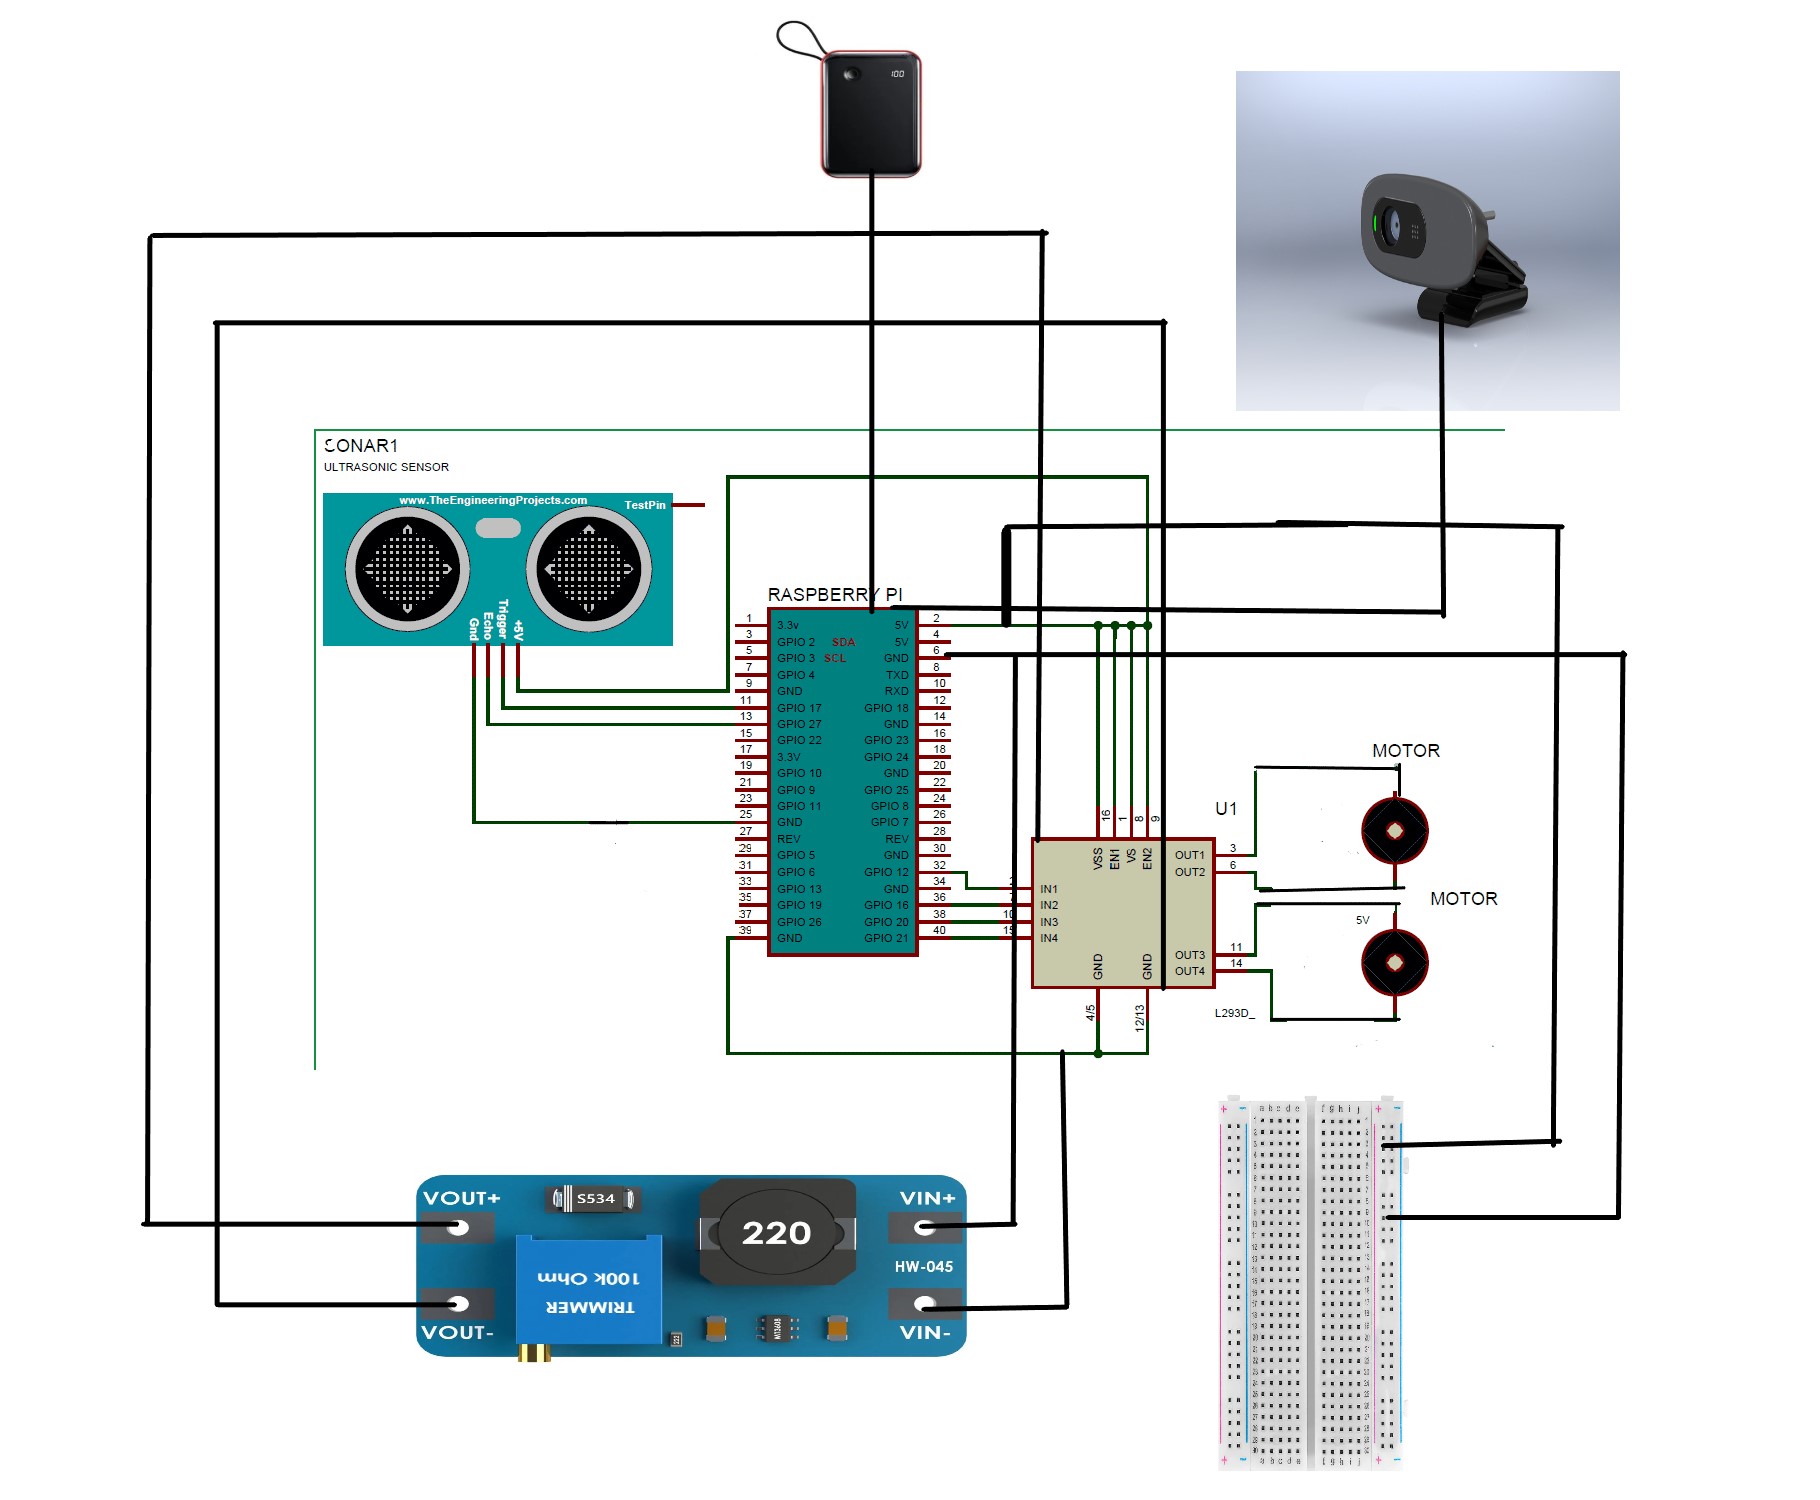 100
SONAR1
ULTRASONIC SENSOR
www.TheEngineeringProjects.com
TestPin
Gnd
Echo
Trigger
+5V
RASPBERRY PI
1 3.3v 5V 2
3 GPIO 2 SDA 5V 4
5 GPIO 3 SCL GND 6
7 GPIO 4 TXD 8
9 GND RXD 10
11 GPIO 17 GPIO 18 12
13 GPIO 27 GND 14
15 GPIO 22 GPIO 23 16
17 3.3V GPIO 24 18
19 GPIO 10 GND 20
21 GPIO 9 GPIO 25 22
23 GPIO 11 GPIO 8 24
25 GND GPIO 7 26
27 REV REV 28
29 GPIO 5 GND 30
31 GPIO 6 GPIO 12 32
33 GPIO 13 GND 34
35 GPIO 19 GPIO 16 36
37 GPIO 26 GPIO 20 38
39 GND GPIO 21 40
U1
16 1 8 9
VSS EN1 VS EN2
OUT1 3
OUT2 6
IN1
IN2
10 IN3
15 IN4
OUT3 11
OUT4 14
GND GND
4/5 12/13
L293D_
MOTOR
MOTOR
5V
VOUT+
S534
220
VIN+
HW-045
100k Ohm
TRIMMER
VOUT-
VIN-
+ − a b c d e f g h i j + −
+ − a b c d e f g h i j + −